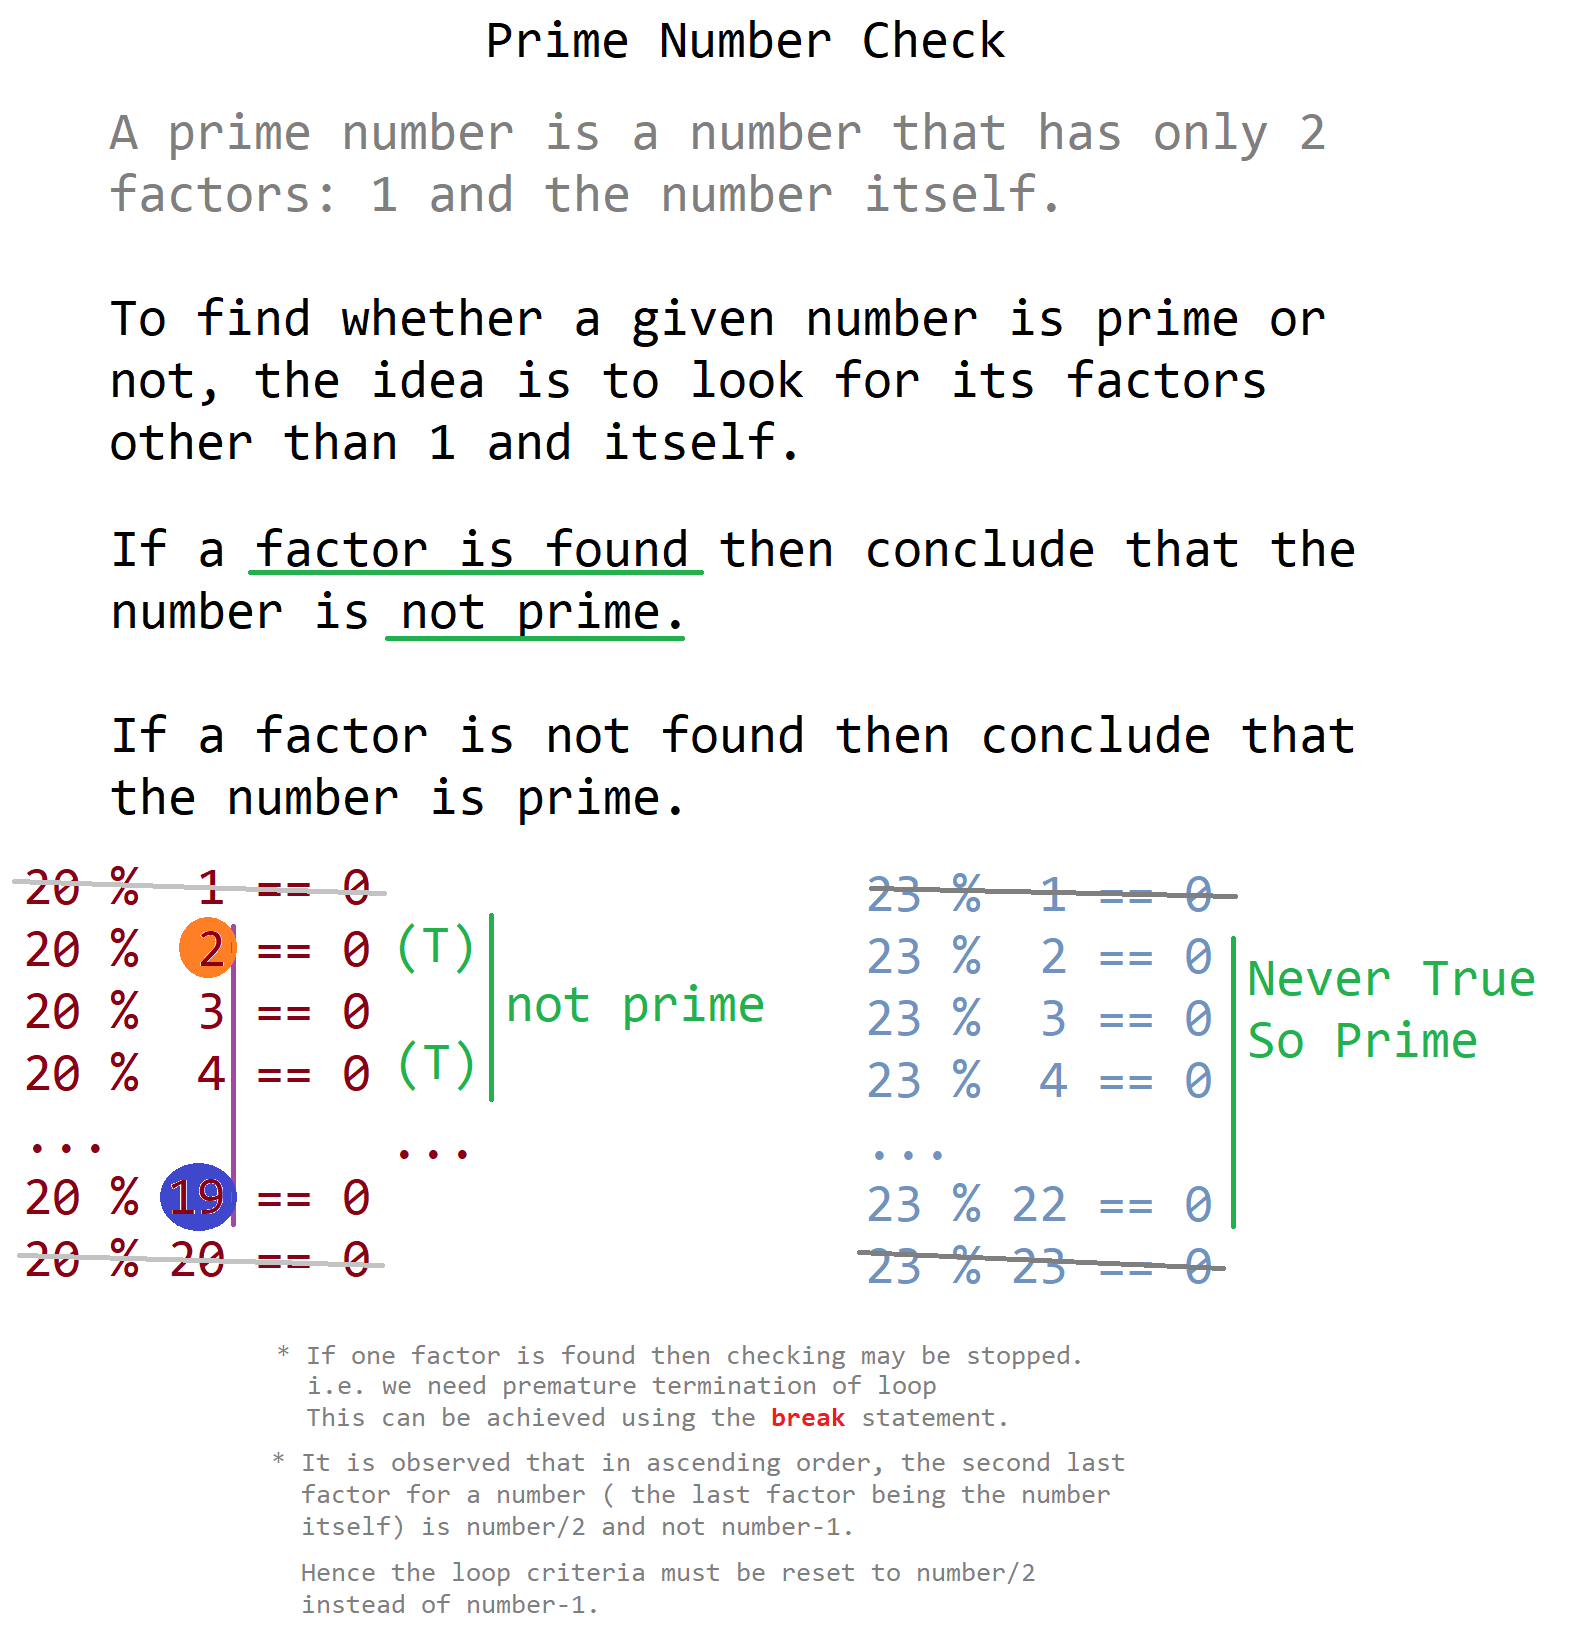 Prime Number Check
A prime number is a number that has only 2
factors: 1 and the number itself.
To find whether a given number is prime or
not, the idea is to look for its factors
other than 1 and itself.
If a factor is found then conclude that the
number is not prime.
If a factor is not found then conclude that
the number is prime.
20 % 1 == 0
20 % 2 == 0 (T)
20 % 3 == 0
20 % 4 == 0 (T)
... ...
20 % 19 == 0
20 % 20 == 0
not prime
23 % 1 == 0
23 % 2 == 0
23 % 3 == 0
23 % 4 == 0
...
23 % 22 == 0
23 % 23 == 0
Never True
So Prime
* If one factor is found then checking may be stopped.
i.e. we need premature termination of loop
This can be achieved using the break statement.
* It is observed that in ascending order, the second last
factor for a number ( the last factor being the number
itself) is number/2 and not number-1.
Hence the loop criteria must be reset to number/2
instead of number-1.